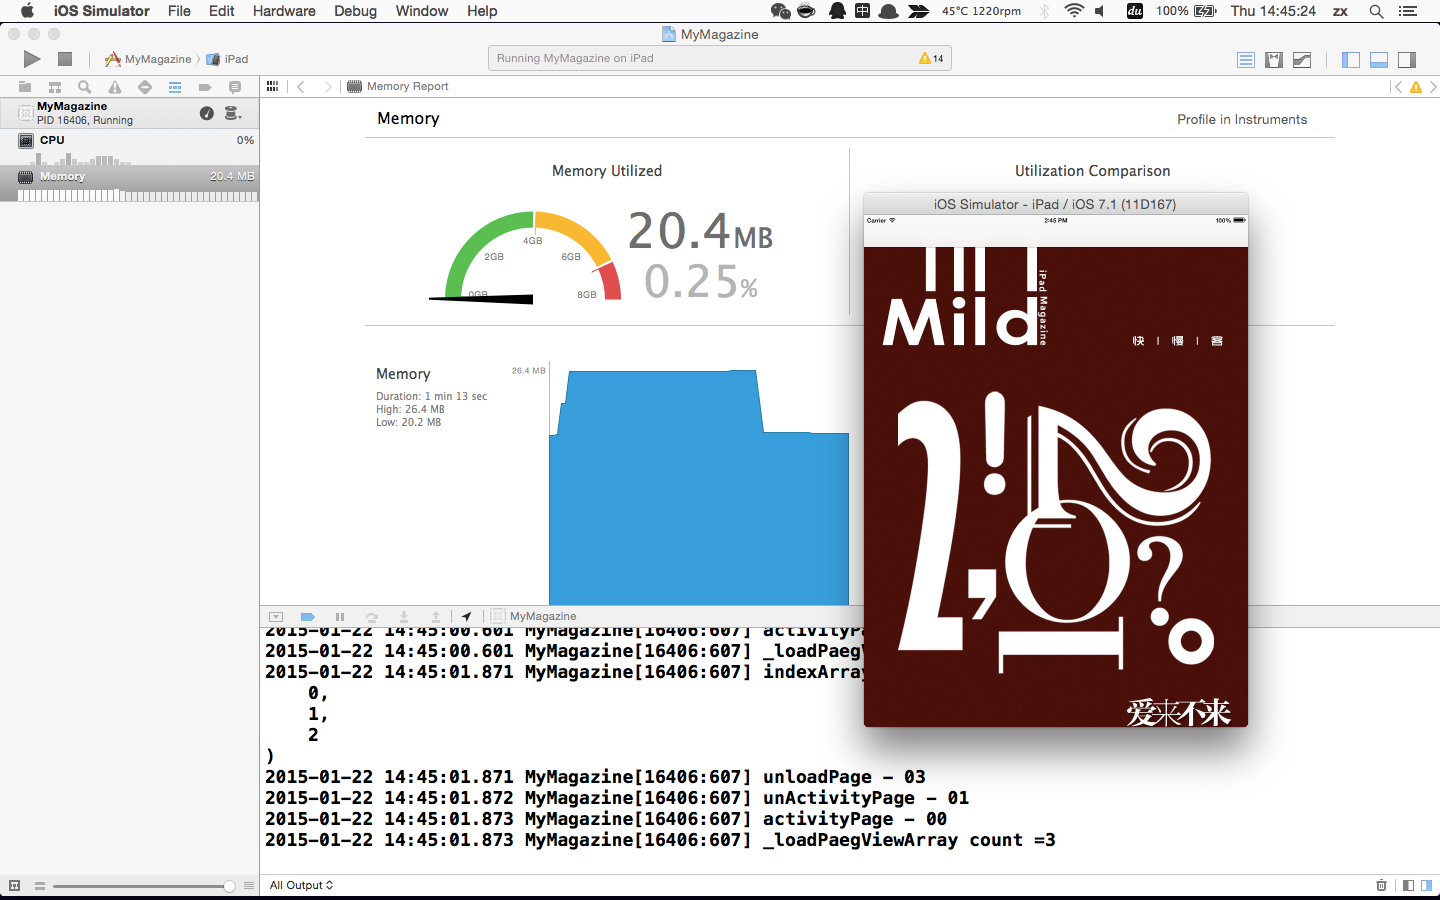 iOS Simulator File Edit Hardware Debug Window Help 中 45°C 1220rpm du 100% Thu 14:45:24 zx
MyMagazine
MyMagazine iPad
Running MyMagazine on iPad 14
Memory Report
MyMagazine
PID 16406, Running
CPU 0%
Memory 20.4 MB
Memory Profile in Instruments
Memory Utilized
Utilization Comparison
0GB
2GB
4GB
6GB
8GB
20.4MB
0.25%
Memory
Duration: 1 min 13 sec
High: 26.4 MB
Low: 20.2 MB
26.4 MB
iOS Simulator - iPad / iOS 7.1 (11D167)
Carrier 2:45 PM 100%
Mild
iPad Magazine
快 | 慢 | 客
爱来不来
MyMagazine
2015-01-22 14:45:00.601 MyMagazine[16406:607] activityPa
2015-01-22 14:45:00.601 MyMagazine[16406:607] _loadPaegV
2015-01-22 14:45:01.871 MyMagazine[16406:607] indexArray
0,
1,
2
)
2015-01-22 14:45:01.871 MyMagazine[16406:607] unloadPage - 03
2015-01-22 14:45:01.872 MyMagazine[16406:607] unActivityPage - 01
2015-01-22 14:45:01.873 MyMagazine[16406:607] activityPage - 00
2015-01-22 14:45:01.873 MyMagazine[16406:607] _loadPaegViewArray count =3
All Output